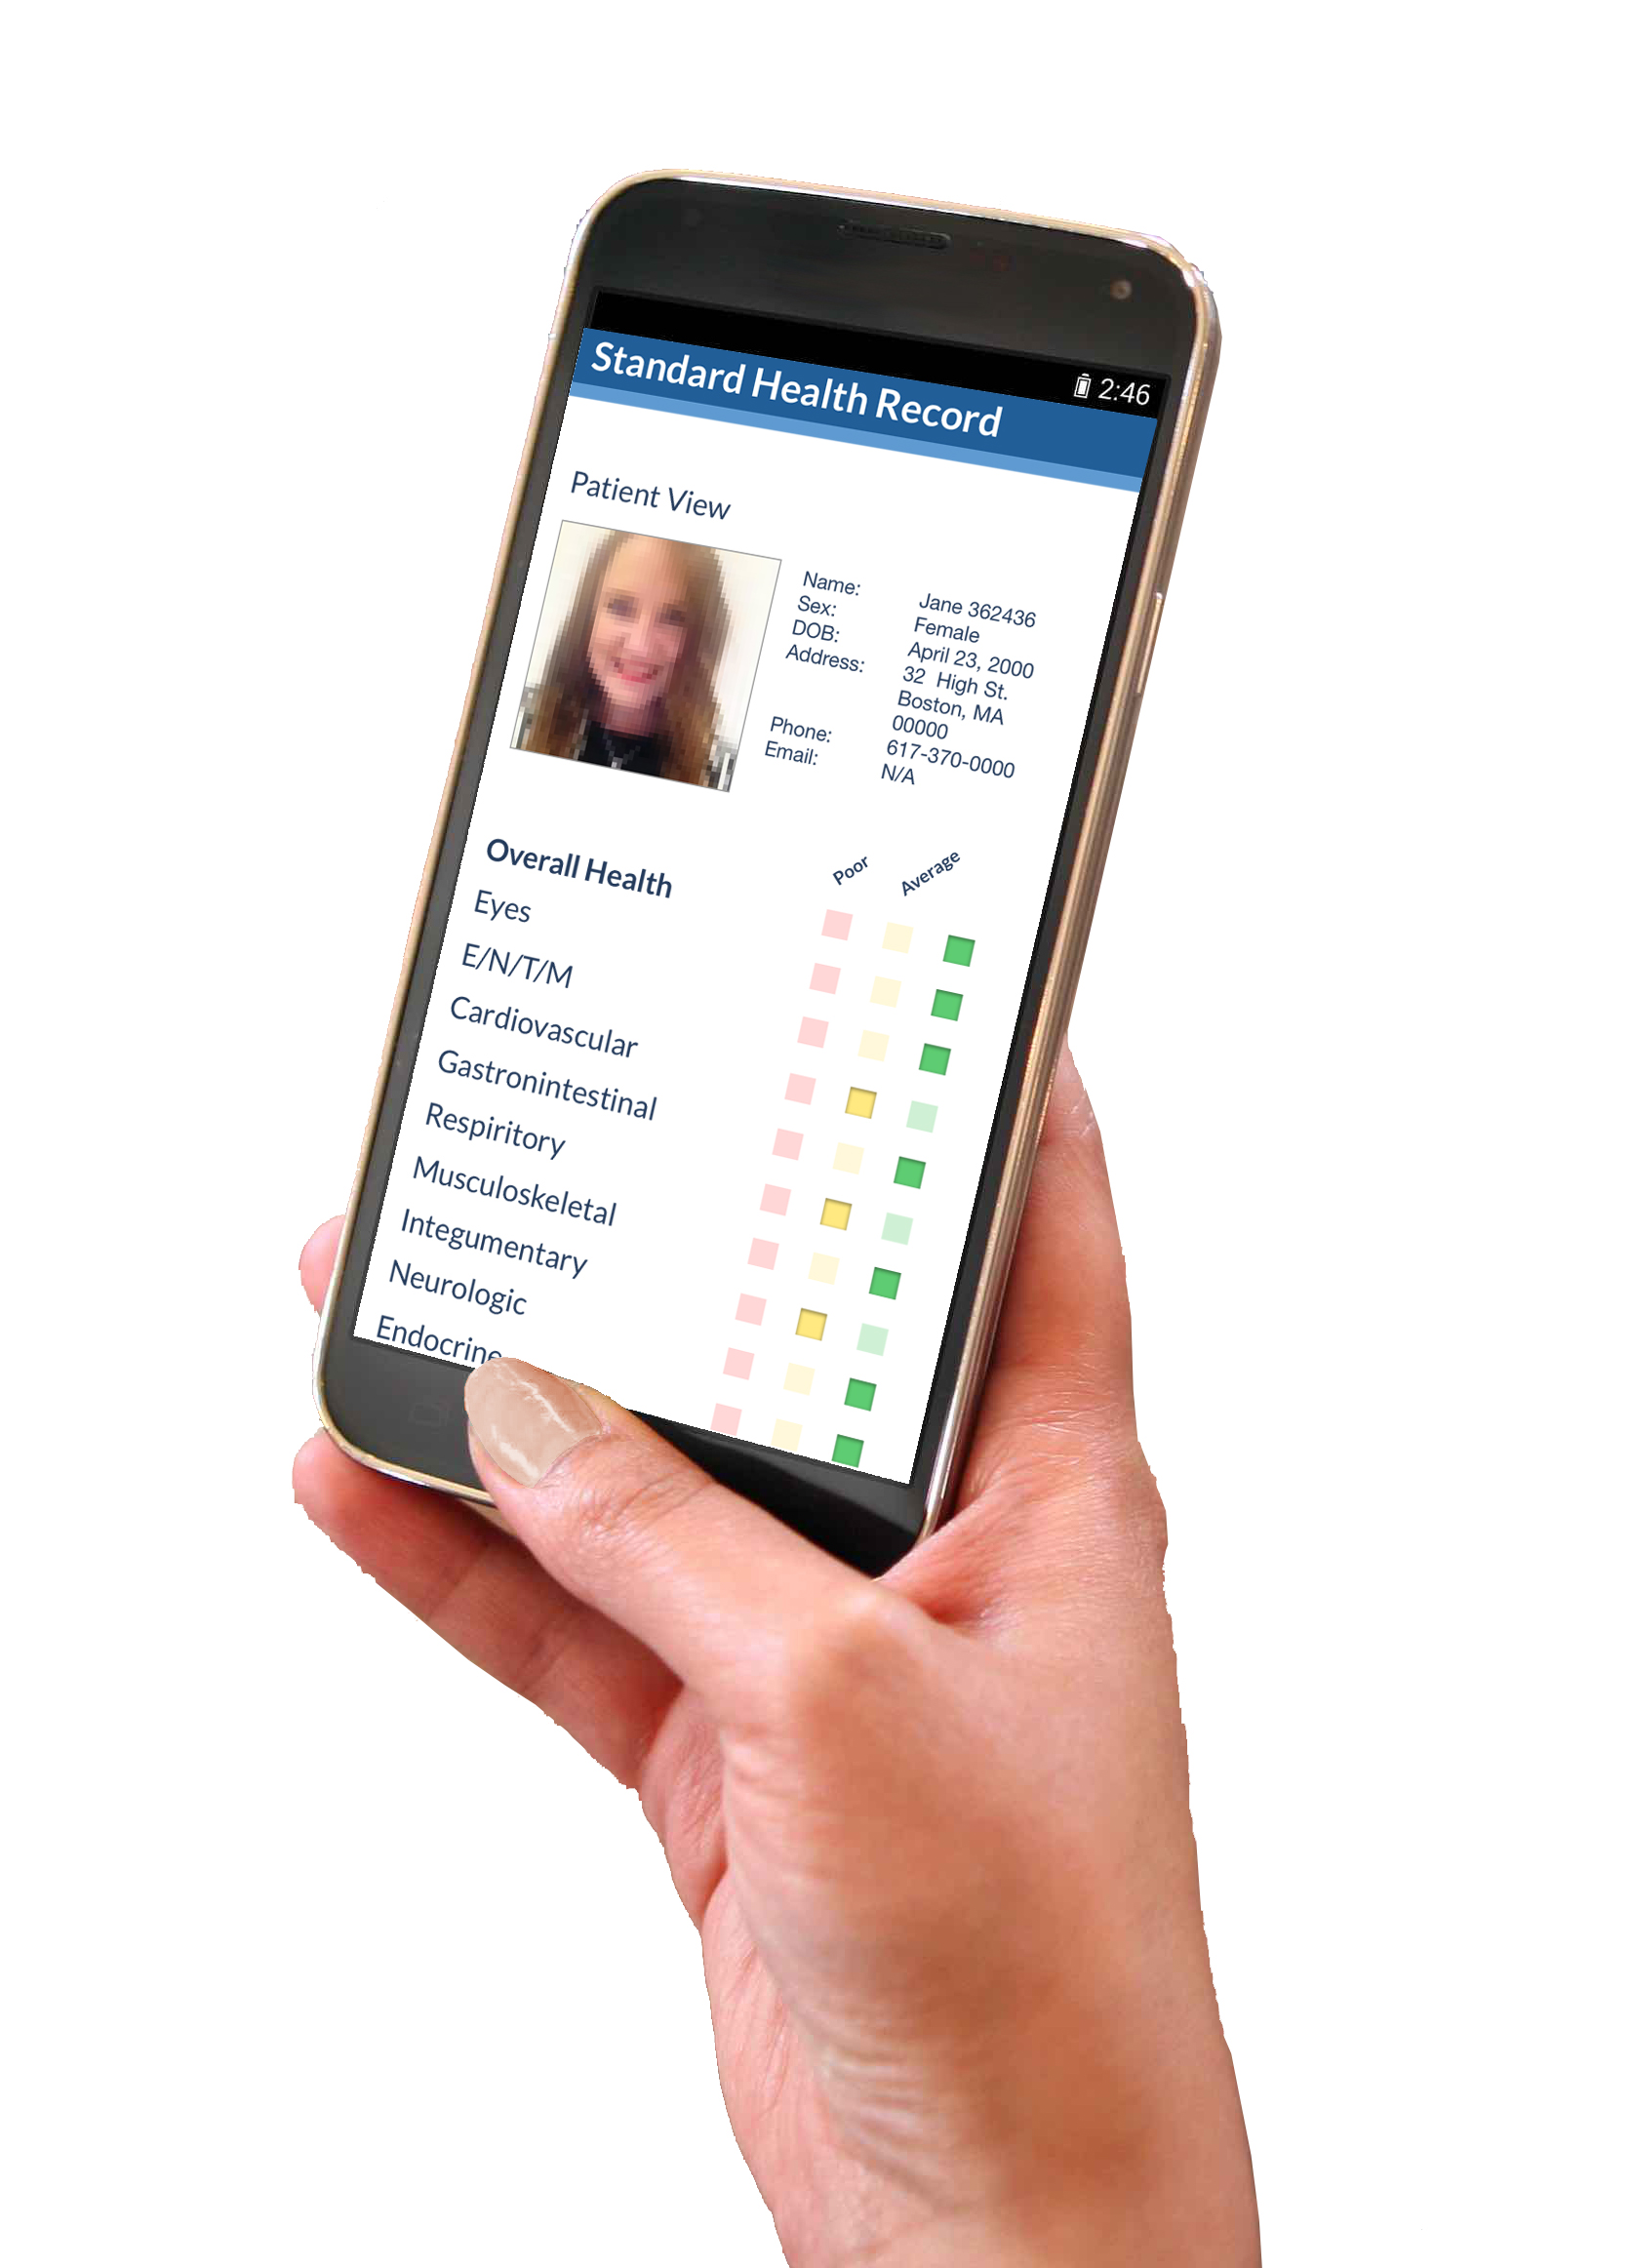 2:46
Standard Health Record
Patient View
Name: Jane 362436
Sex: Female
DOB: April 23, 2000
Address: 32 High St.
Boston, MA
00000
Phone: 617-370-0000
Email: N/A
Overall Health Poor Average
Eyes
E/N/T/M
Cardiovascular
Gastronintestinal
Respiritory
Musculoskeletal
Integumentary
Neurologic
Endocrine